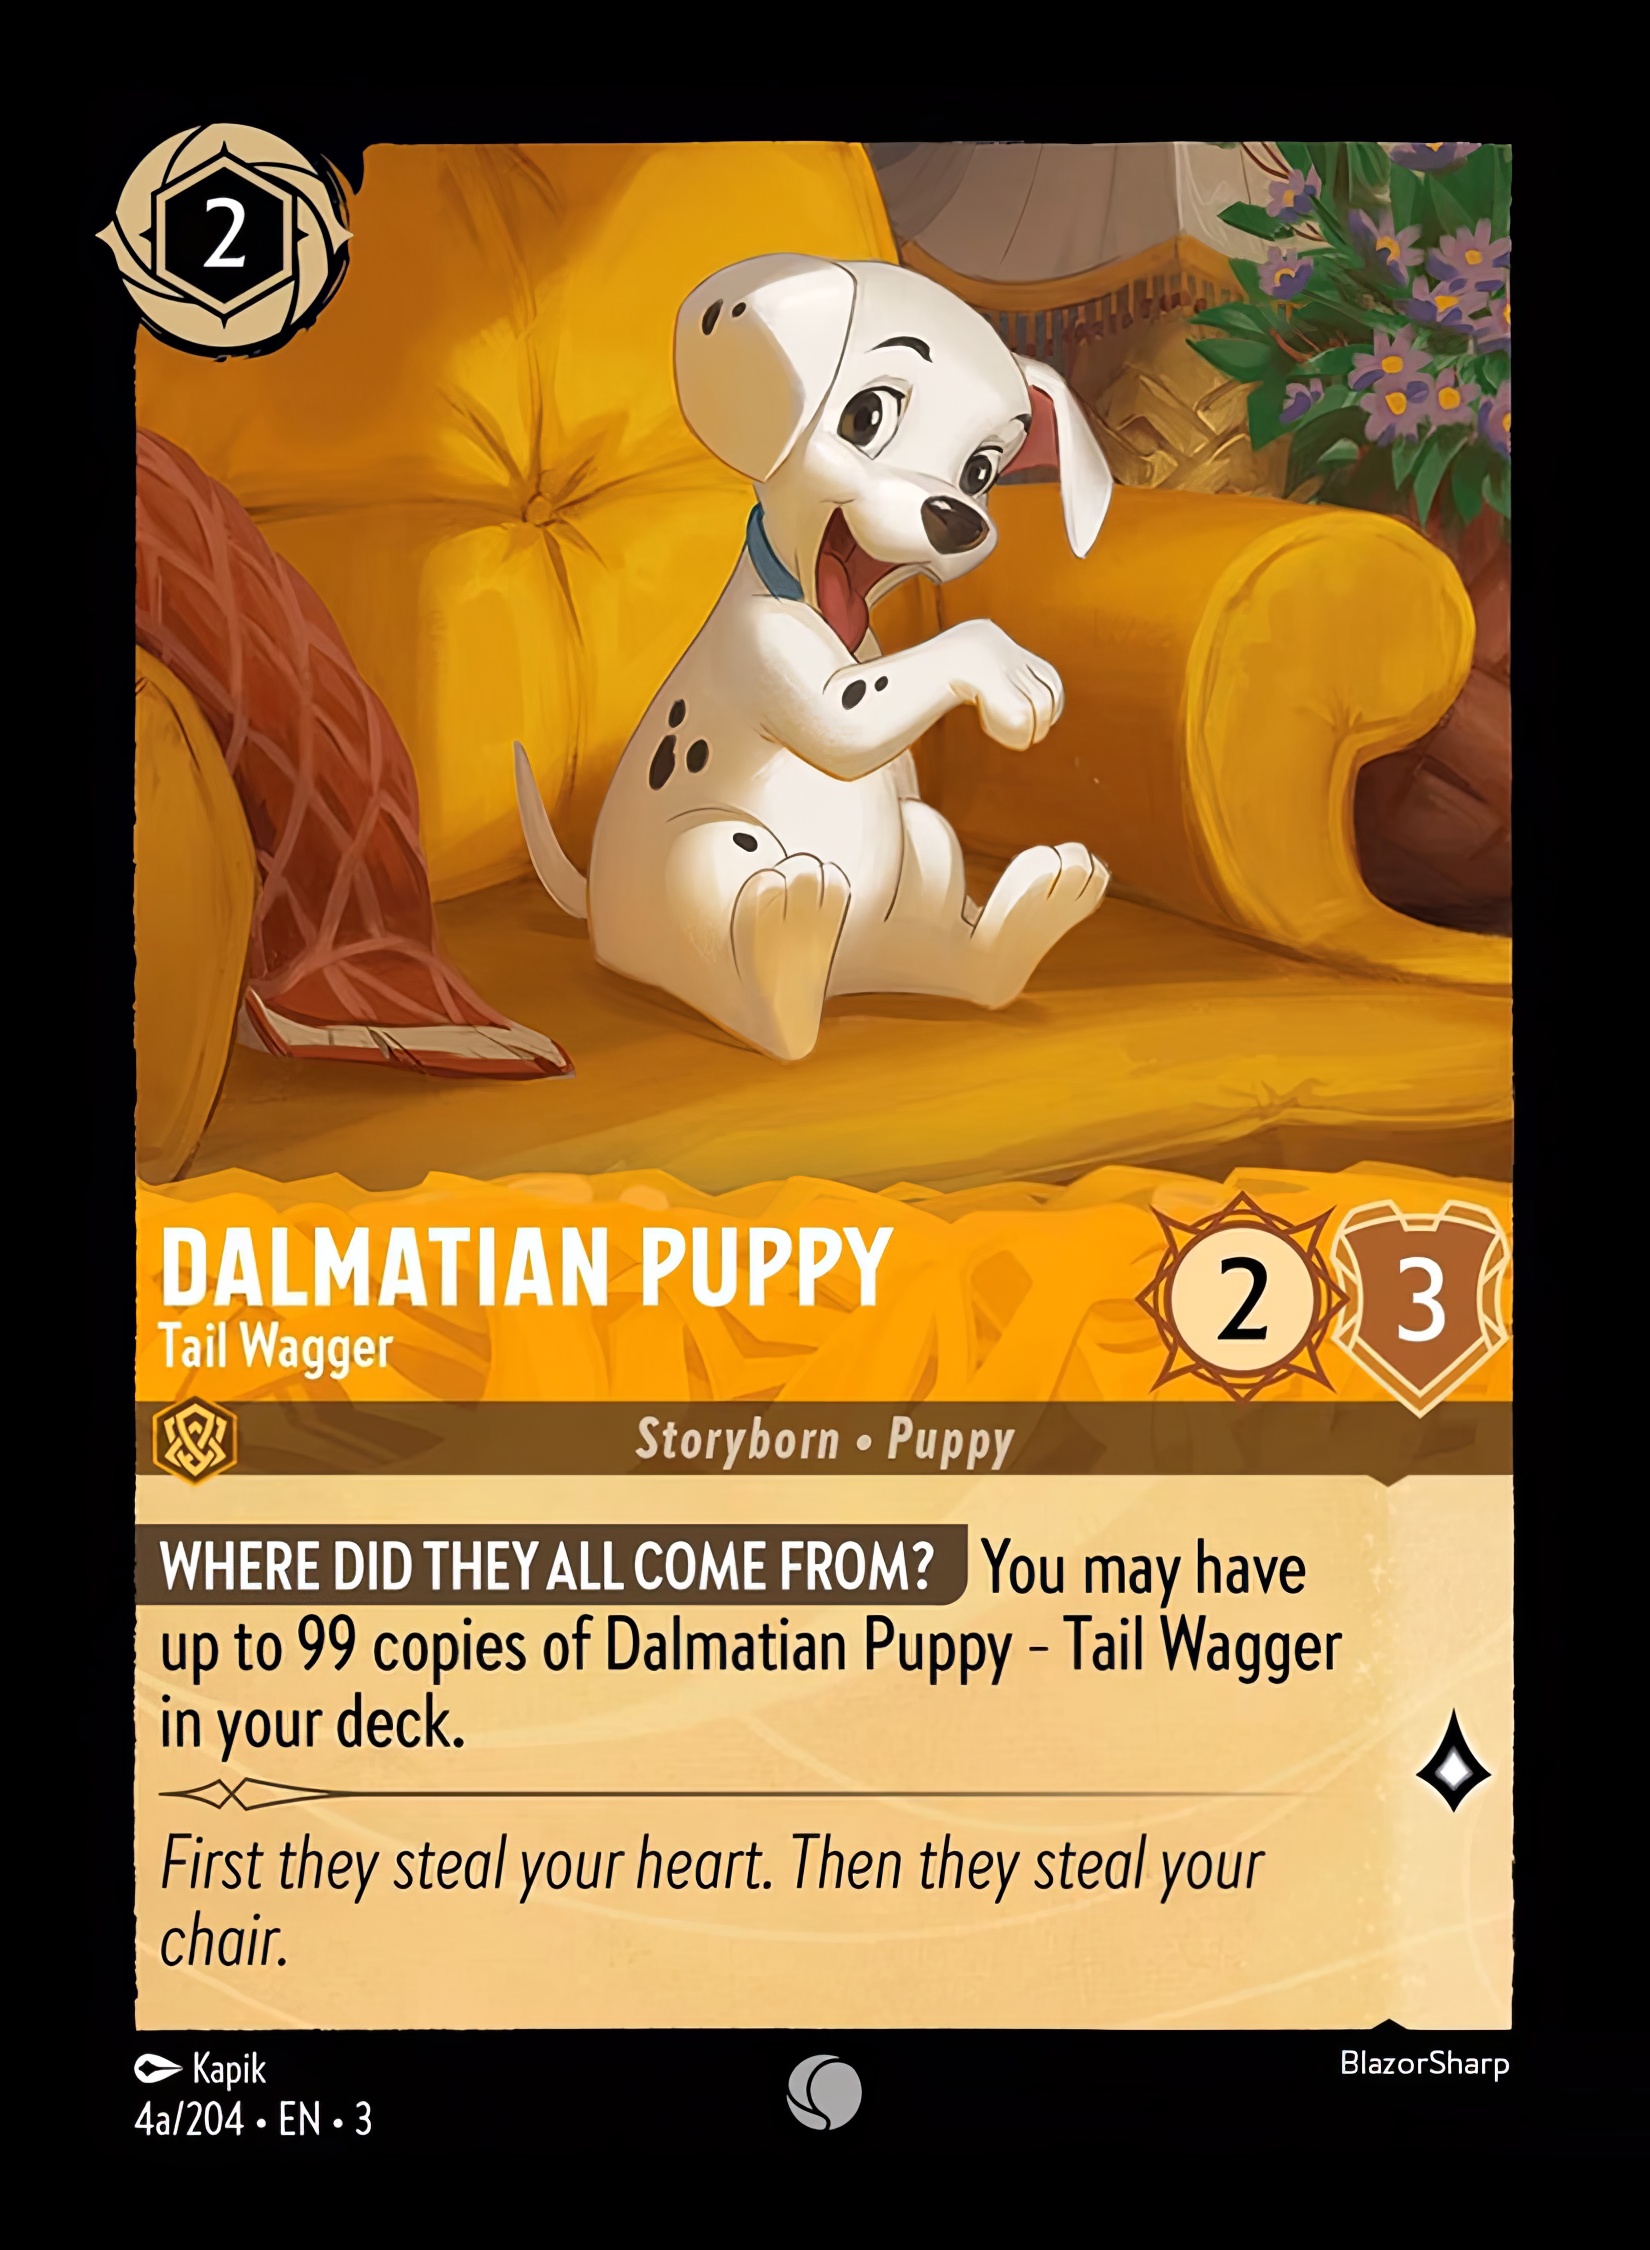 2
DALMATIAN PUPPY
Tail Wagger
2
3
Storyborn • Puppy
WHERE DID THEY ALL COME FROM? You may have
up to 99 copies of Dalmatian Puppy – Tail Wagger
in your deck.
First they steal your heart. Then they steal your
chair.
Kapik
BlazorSharp
4a/204 • EN • 3